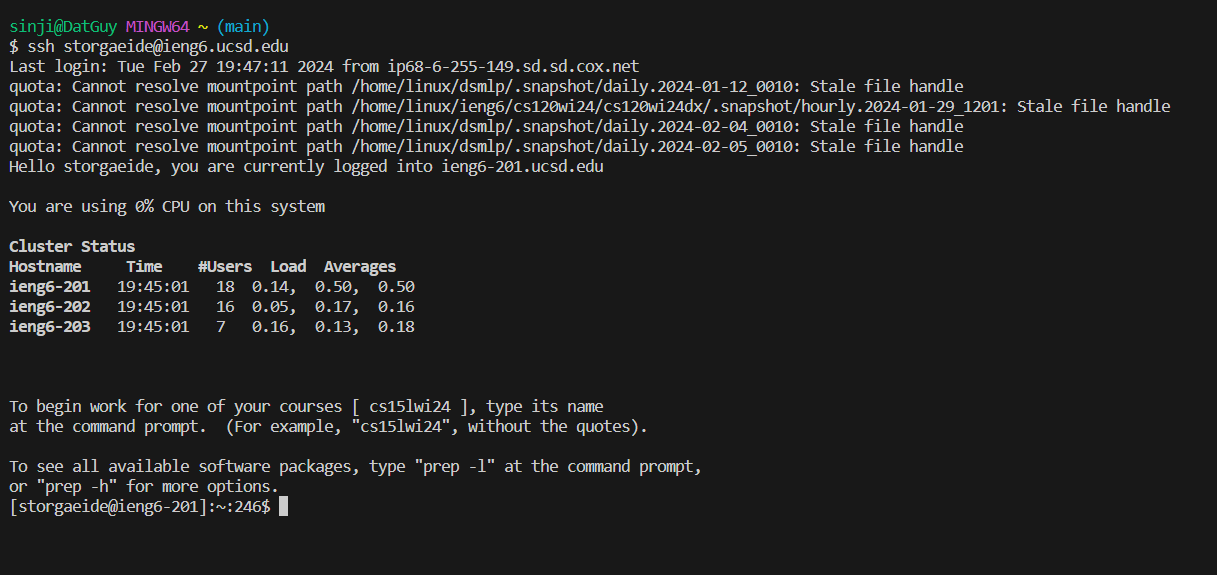 sinji@DatGuy MINGW64 ~ (main)
$ ssh storgaeide@ieng6.ucsd.edu
Last login: Tue Feb 27 19:47:11 2024 from ip68-6-255-149.sd.sd.cox.net
quota: Cannot resolve mountpoint path /home/linux/dsmlp/.snapshot/daily.2024-01-12_0010: Stale file handle
quota: Cannot resolve mountpoint path /home/linux/ieng6/cs120wi24/cs120wi24dx/.snapshot/hourly.2024-01-29_1201: Stale file handle
quota: Cannot resolve mountpoint path /home/linux/dsmlp/.snapshot/daily.2024-02-04_0010: Stale file handle
quota: Cannot resolve mountpoint path /home/linux/dsmlp/.snapshot/daily.2024-02-05_0010: Stale file handle
Hello storgaeide, you are currently logged into ieng6-201.ucsd.edu
You are using 0% CPU on this system
Cluster Status
Hostname     Time    #Users  Load  Averages
ieng6-201   19:45:01   18  0.14,  0.50,  0.50
ieng6-202   19:45:01   16  0.05,  0.17,  0.16
ieng6-203   19:45:01   7   0.16,  0.13,  0.18
To begin work for one of your courses [ cs15lwi24 ], type its name
at the command prompt.  (For example, "cs15lwi24", without the quotes).
To see all available software packages, type "prep -l" at the command prompt,
or "prep -h" for more options.
[storgaeide@ieng6-201]:~:246$